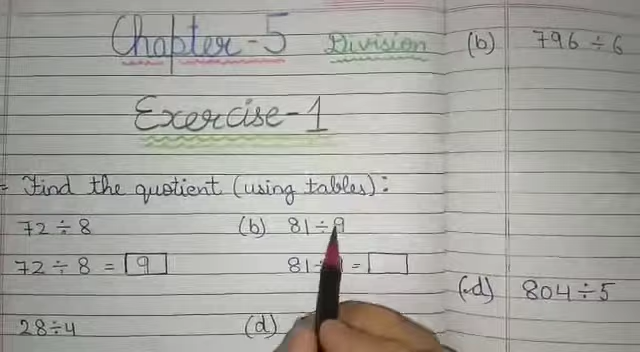 Chapter-5 Division
Exercise-1
Find the quotient (using tables):
72÷8 (b) 81÷9
72÷8 = 9 81÷ =
28÷4 (d)
(b) 796÷6
(d) 804÷5